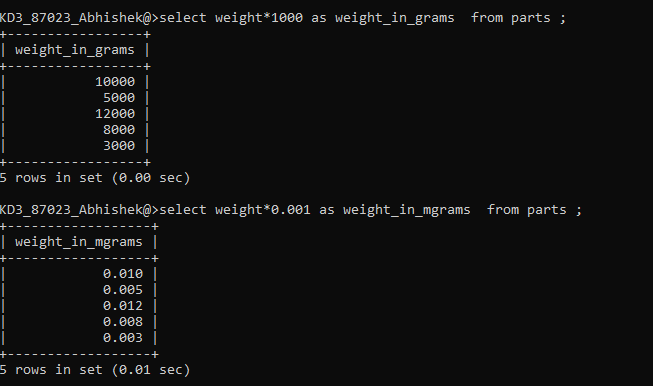 KD3_87023_Abhishek@>select weight*1000 as weight_in_grams  from parts ;
+-----------------+
| weight_in_grams |
+-----------------+
|           10000 |
|            5000 |
|           12000 |
|            8000 |
|            3000 |
+-----------------+
5 rows in set (0.00 sec)
KD3_87023_Abhishek@>select weight*0.001 as weight_in_mgrams  from parts ;
+------------------+
| weight_in_mgrams |
+------------------+
|            0.010 |
|            0.005 |
|            0.012 |
|            0.008 |
|            0.003 |
+------------------+
5 rows in set (0.01 sec)